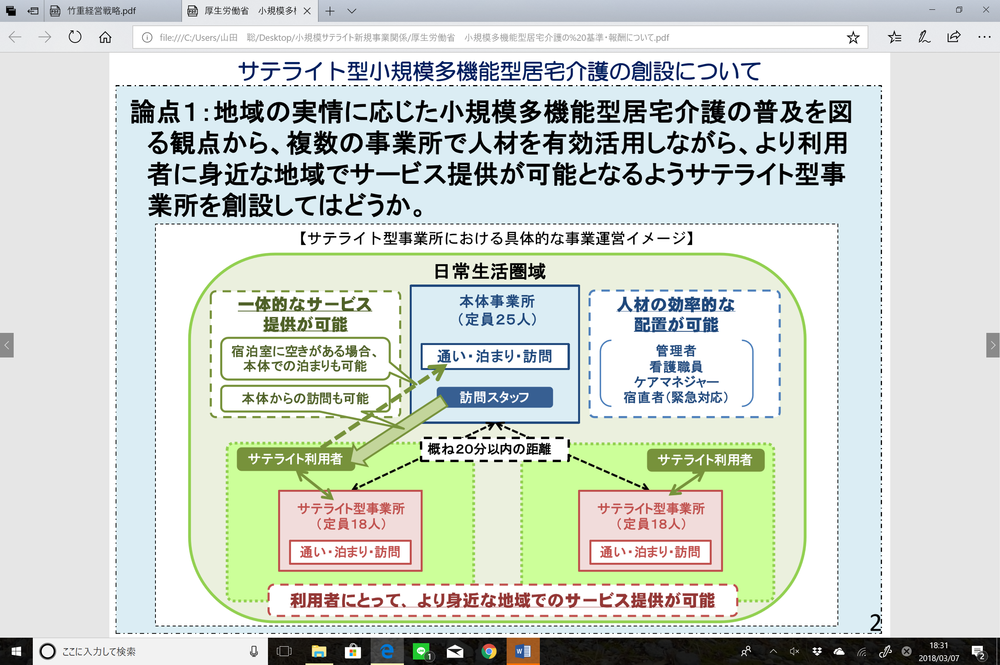 竹重経営戦略.pdf
厚生労働省　小規模多
file:///C:/Users/山田　聡/Desktop/小規模サテライト新規事業関係/厚生労働省　小規模多機能型居宅介護の%20基準・報酬について.pdf
サテライト型小規模多機能型居宅介護の創設について
論点１：地域の実情に応じた小規模多機能型居宅介護の普及を図
る観点から、複数の事業所で人材を有効活用しながら、より利用
者に身近な地域でサービス提供が可能となるようサテライト型事
業所を創設してはどうか。
【サテライト型事業所における具体的な事業運営イメージ】
日常生活圏域
一体的なサービス
提供が可能
宿泊室に空きがある場合、
本体での泊まりも可能
本体からの訪問も可能
本体事業所
（定員２５人）
通い・泊まり・訪問
訪問スタッフ
人材の効率的な
配置が可能
管理者
看護職員
ケアマネジャー
宿直者（緊急対応）
概ね２０分以内の距離
サテライト利用者
サテライト利用者
サテライト型事業所
（定員１８人）
通い・泊まり・訪問
サテライト型事業所
（定員１８人）
通い・泊まり・訪問
利用者にとって、より身近な地域でのサービス提供が可能
2
ここに入力して検索
LINE
1
W
18:31
2018/03/07
2